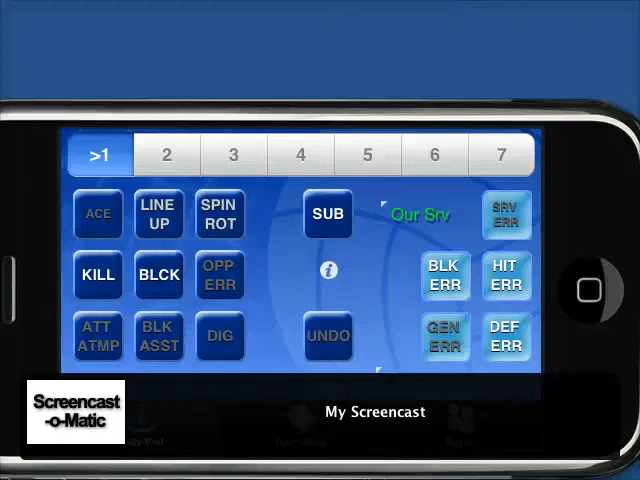 >1 2 3 4 5 6 7
ACE
LINE
UP
SPIN
ROT
SUB
Our Srv
SRV
ERR
KILL
BLCK
OPP
ERR
BLK
ERR
HIT
ERR
ATT
ATMP
BLK
ASST
DIG
UNDO
GEN
ERR
DEF
ERR
Screencast
-o-Matic
My Screencast